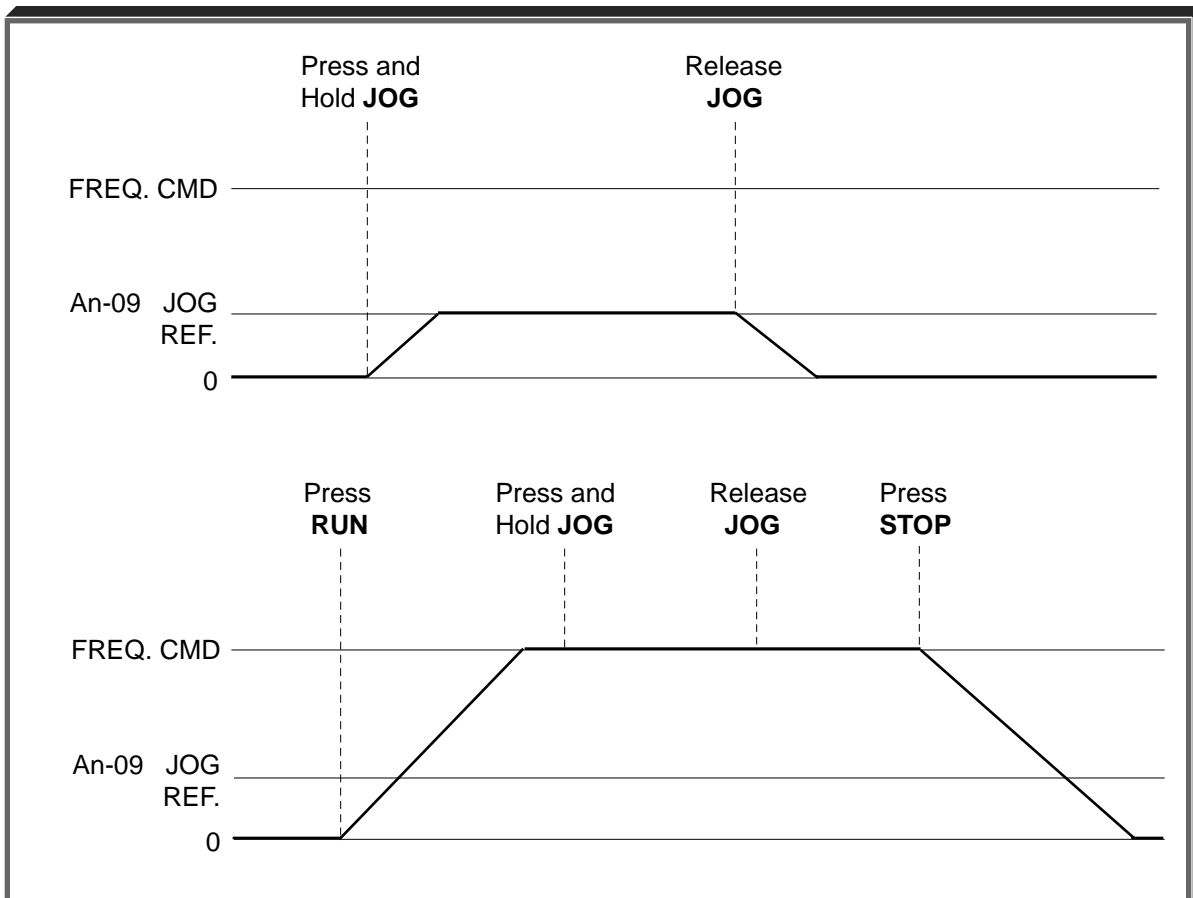 Press and
Hold JOG
Release
JOG
FREQ. CMD
An-09 JOG
REF.
0
Press
RUN
Press and
Hold JOG
Release
JOG
Press
STOP
FREQ. CMD
An-09 JOG
REF.
0